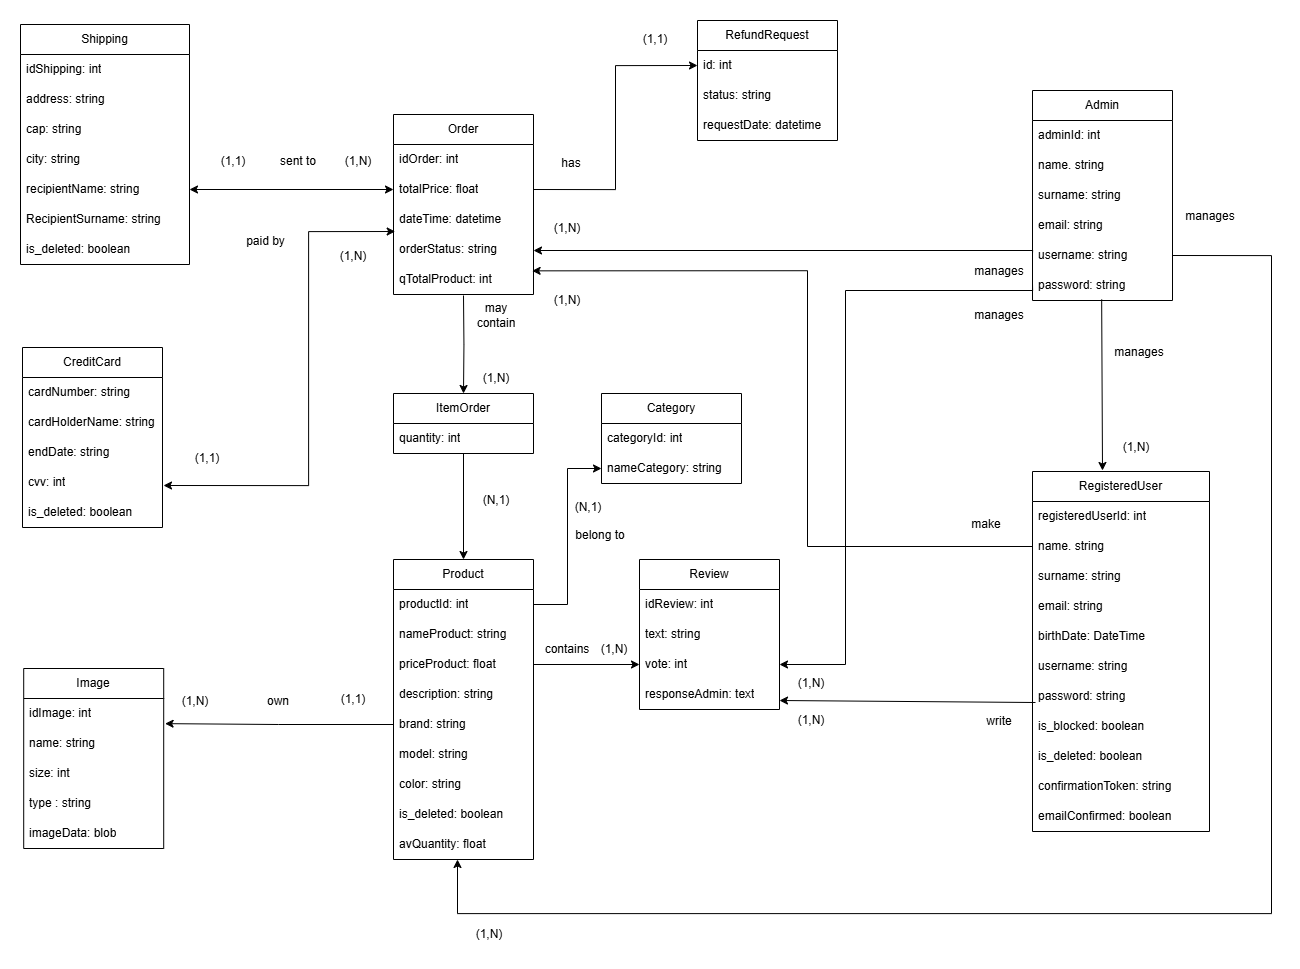 Shipping
idShipping: int
address: string
cap: string
city: string
recipientName: string
RecipientSurname: string
is_deleted: boolean
(1,1)
sent to
(1,N)
Order
idOrder: int
totalPrice: float
dateTime: datetime
orderStatus: string
qTotalProduct: int
(1,1)
has
RefundRequest
id: int
status: string
requestDate: datetime
Admin
adminId: int
name. string
surname: string
email: string
username: string
password: string
manages
paid by
(1,N)
(1,N)
manages
(1,N)
manages
manages
(1,N)
may
contain
(1,N)
CreditCard
cardNumber: string
cardHolderName: string
endDate: string
cvv: int
is_deleted: boolean
(1,1)
ItemOrder
quantity: int
(N,1)
Category
categoryId: int
nameCategory: string
(N,1)
belong to
make
RegisteredUser
registeredUserId: int
name. string
surname: string
email: string
birthDate: DateTime
username: string
password: string
is_blocked: boolean
is_deleted: boolean
confirmationToken: string
emailConfirmed: boolean
Product
productId: int
nameProduct: string
priceProduct: float
description: string
brand: string
model: string
color: string
is_deleted: boolean
avQuantity: float
contains
(1,N)
Review
idReview: int
text: string
vote: int
responseAdmin: text
(1,N)
(1,N)
write
Image
idImage: int
name: string
size: int
type : string
imageData: blob
(1,N)
own
(1,1)
(1,N)